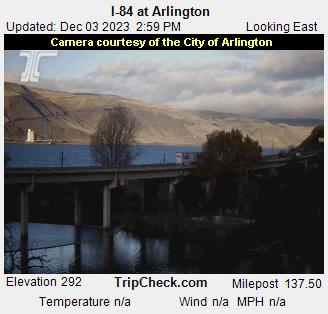 I-84 at Arlington
Updated: Dec 03 2023 2:59 PM Looking East
Camera courtesy of the City of Arlington
Elevation 292 TripCheck.com Milepost 137.50
Temperature n/a Wind n/a MPH n/a